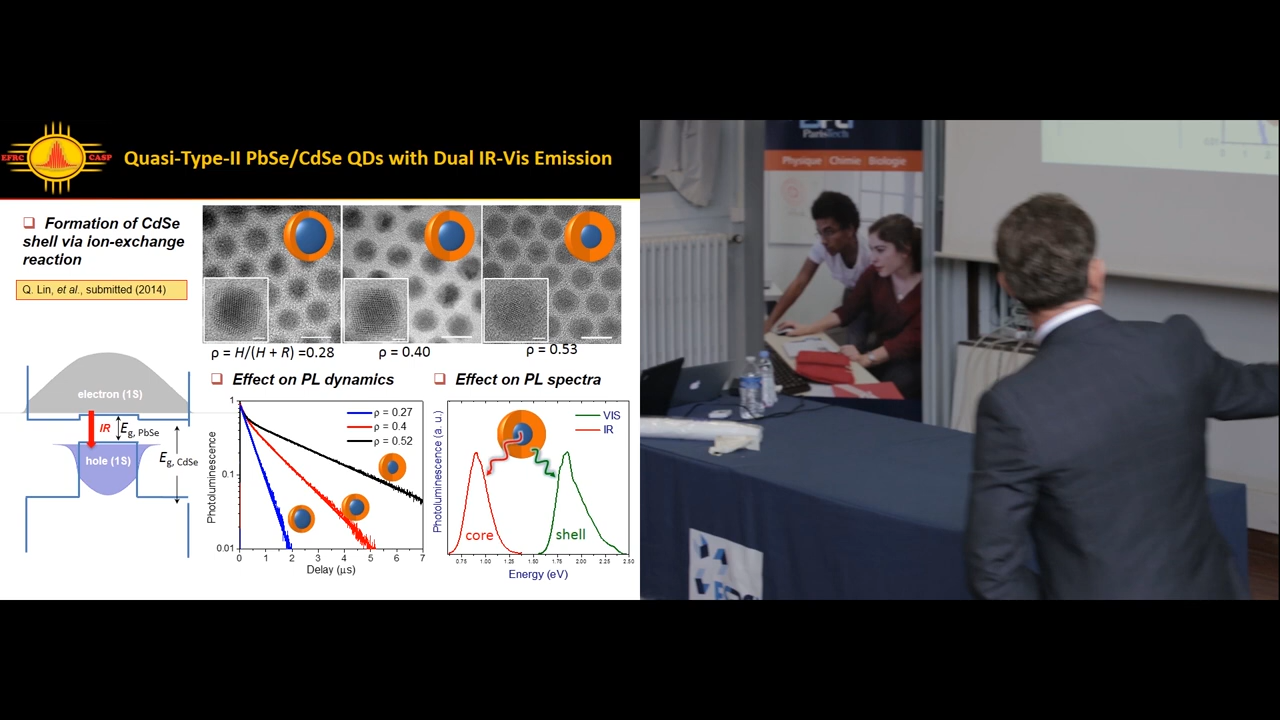 EFRC CASP
Quasi-Type-II PbSe/CdSe QDs with Dual IR-Vis Emission
Formation of CdSe
shell via ion-exchange
reaction
Q. Lin, et al., submitted (2014)
ρ = H/(H + R) =0.28
ρ = 0.40
ρ = 0.53
electron (1S)
IR
Eg, PbSe
hole (1S)
Eg, CdSe
Effect on PL dynamics
Photoluminescence
1
0.1
0.01
ρ = 0.27
ρ = 0.4
ρ = 0.52
0 1 2 3 4 5 6 7
Delay (μs)
Effect on PL spectra
Photoluminescence (a. u.)
VIS
IR
core
shell
0.75 1.00 1.25 1.50 1.75 2.00 2.25 2.50
Energy (eV)
ParisTech
Physique Chimie Biologie